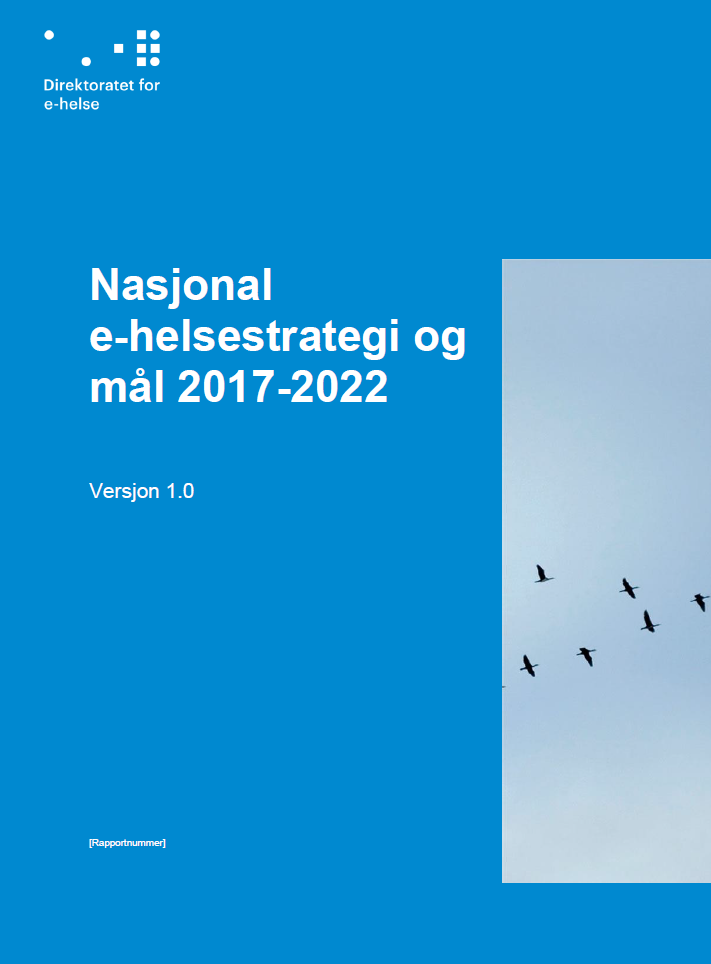 Direktoratet for
e-helse
Nasjonal
e-helsestrategi og
mål 2017-2022
Versjon 1.0
[Rapportnummer]